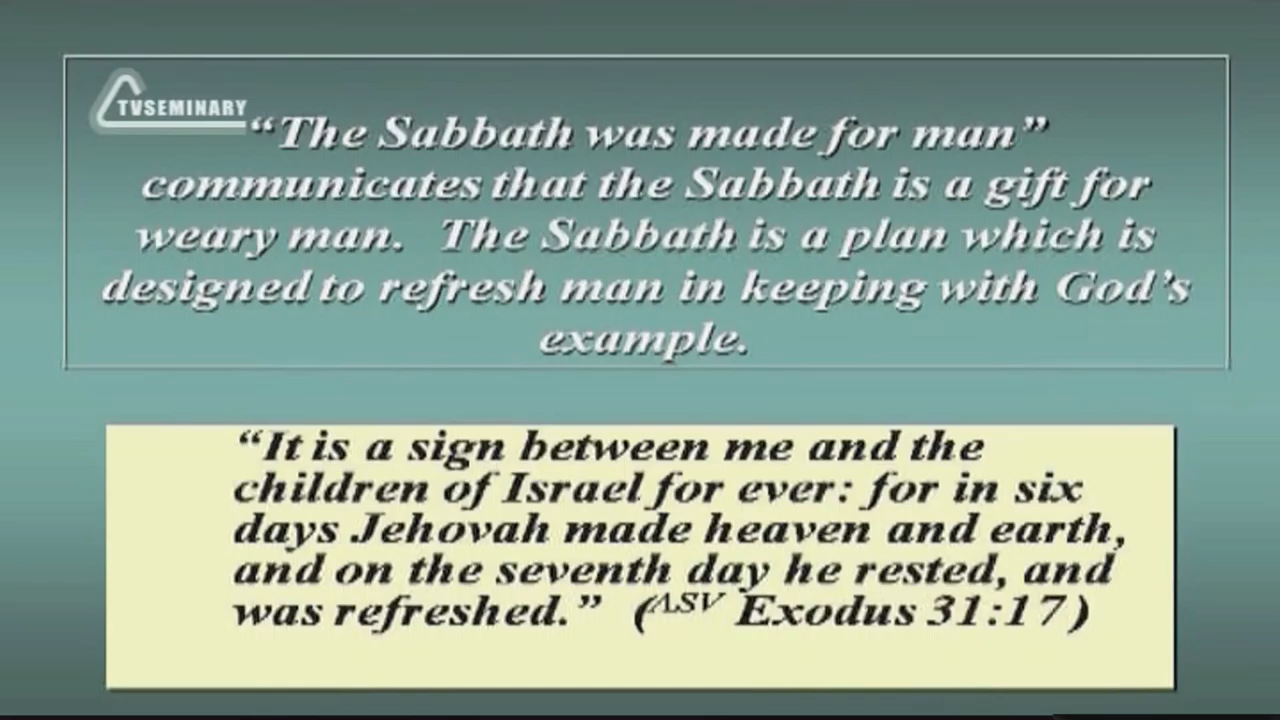 TVSEMINARY
“The Sabbath was made for man”
communicates that the Sabbath is a gift for
weary man. The Sabbath is a plan which is
designed to refresh man in keeping with God’s
example.
“It is a sign between me and the
children of Israel for ever: for in six
days Jehovah made heaven and earth,
and on the seventh day he rested, and
was refreshed.” (ASV Exodus 31:17)